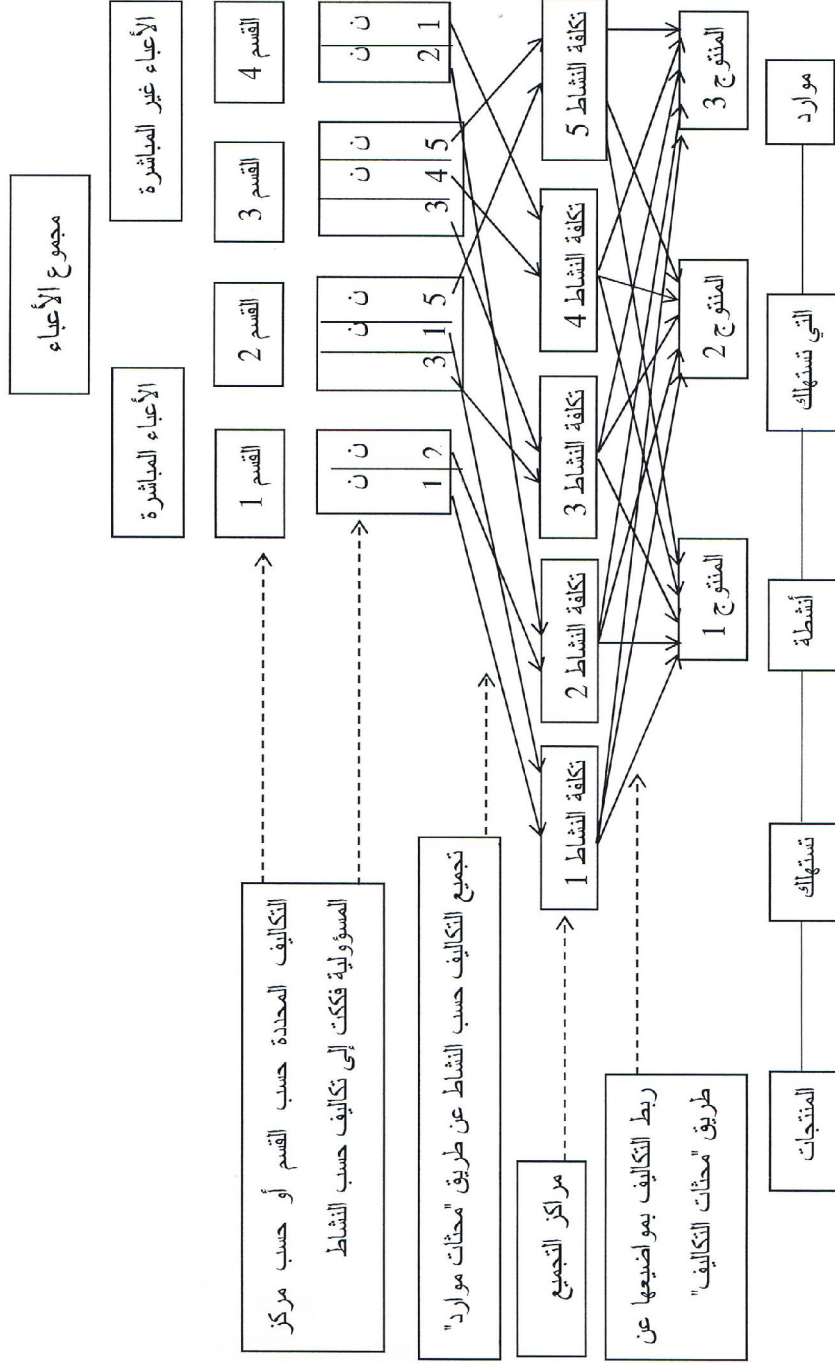 مجموع الأعباء
الأعباء المباشرة
الأعباء غير المباشرة
القسم 1
القسم 2
القسم 3
القسم 4
ن ن
1 2
ن ن
3 1 5
ن ن
3 4 5
ن ن
2 1
التكاليف المحددة حسب القسم أو حسب مركز
المسؤولية فككت إلى تكاليف حسب النشاط
تجميع التكاليف حسب النشاط عن طريق "محثات موارد"
مراكز التجميع
تكلفة
النشاط 1
تكلفة
النشاط 2
تكلفة
النشاط 3
تكلفة
النشاط 4
تكلفة
النشاط 5
ربط التكاليف بمواضيعها عن
طريق "محثات التكاليف"
المنتوج 1
المنتوج 2
المنتوج 3
المنتجات
تستهلك
أنشطة
التي تستهلك
موارد